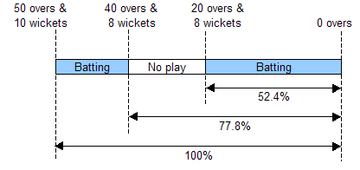 50 overs &
10 wickets
40 overs &
8 wickets
20 overs &
8 wickets
0 overs
Batting
No play
Batting
52.4%
77.8%
100%